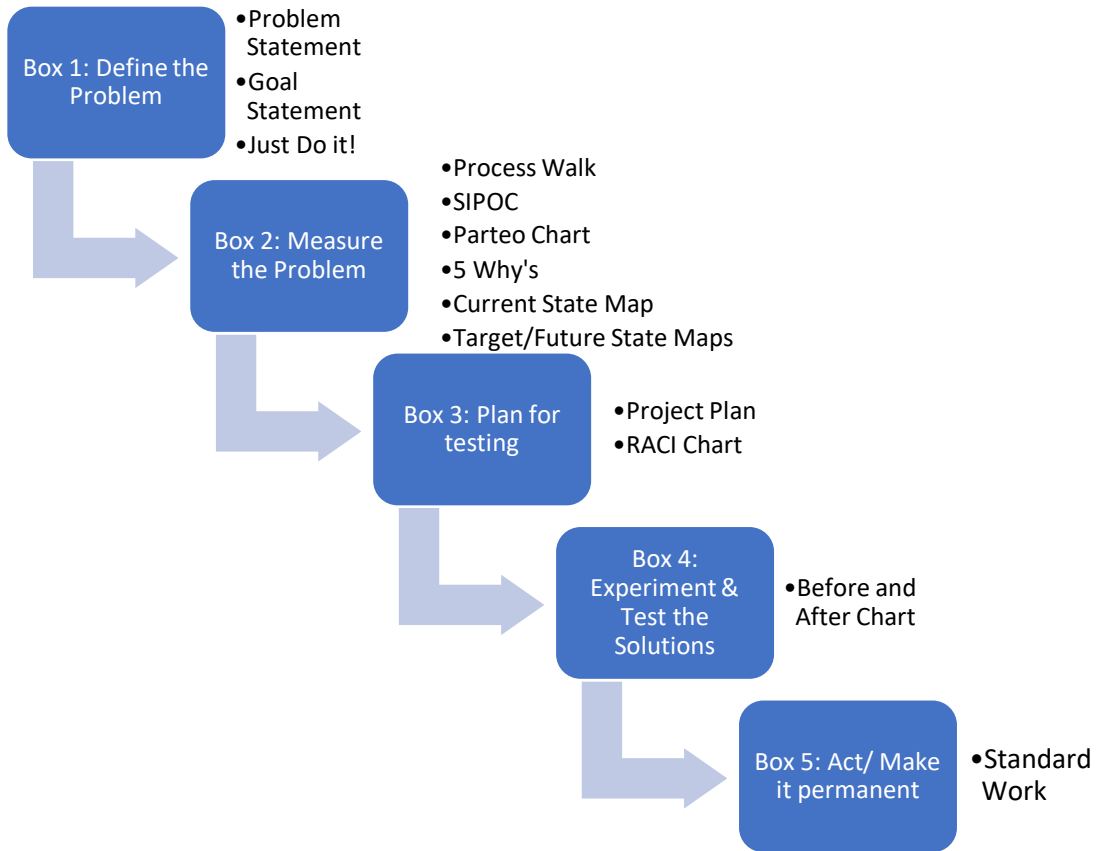 Box 1: Define the
Problem
•Problem
Statement
•Goal
Statement
•Just Do it!
Box 2: Measure
the Problem
•Process Walk
•SIPOC
•Parteo Chart
•5 Why's
•Current State Map
•Target/Future State Maps
Box 3: Plan for
testing
•Project Plan
•RACI Chart
Box 4:
Experiment &
Test the
Solutions
•Before and
After Chart
Box 5: Act/ Make
it permanent
•Standard
Work